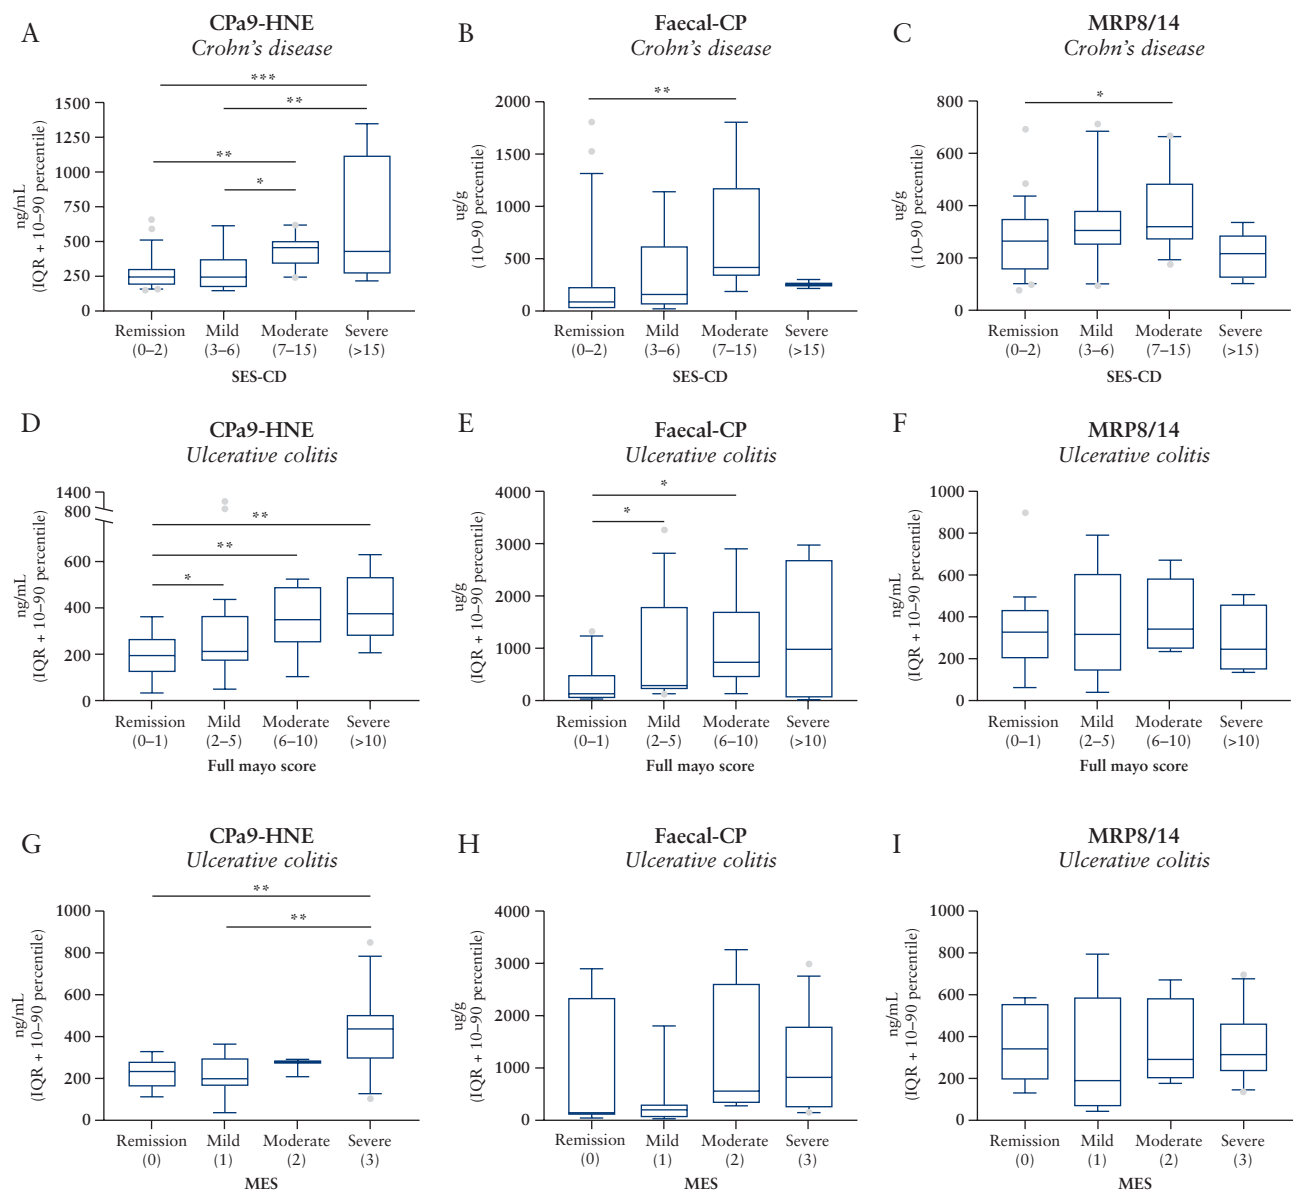 A
CPa9-HNE
Crohn's disease
ng/mL
(IQR + 10–90 percentile)
1500
1250
1000
750
500
250
0
***
**
**
*
Remission Mild Moderate Severe
(0–2) (3–6) (7–15) (>15)
SES-CD
B
Faecal-CP
Crohn's disease
ug/g
(10–90 percentile)
2000
1500
1000
500
0
**
Remission Mild Moderate Severe
(0–2) (3–6) (7–15) (>15)
C
MRP8/14
Crohn's disease
ug/g
(10–90 percentile)
800
600
400
200
0
*
Remission Mild Moderate Severe
(0–2) (3–6) (7–15) (>15)
SES-CD
D
CPa9-HNE
Ulcerative colitis
ng/mL
(IQR + 10–90 percentile)
1400
800
600
400
200
0
**
**
*
Remission Mild Moderate Severe
(0–1) (2–5) (6–10) (>10)
Full mayo score
E
Faecal-CP
Ulcerative colitis
ug/g
(IQR + 10–90 percentile)
4000
3000
2000
1000
0
*
*
Remission Mild Moderate Severe
(0–1) (2–5) (6–10) (>10)
Full mayo score
F
MRP8/14
Ulcerative colitis
ng/mL
(IQR + 10–90 percentile)
1000
800
600
400
200
0
Remission Mild Moderate Severe
(0–1) (2–5) (6–10) (>10)
Full mayo score
G
CPa9-HNE
Ulcerative colitis
ng/mL
(IQR + 10–90 percentile)
1000
800
600
400
200
0
**
**
Remission Mild Moderate Severe
(0) (1) (2) (3)
MES
H
Faecal-CP
Ulcerative colitis
ug/g
(IQR + 10–90 percentile)
4000
3000
2000
1000
0
Remission Mild Moderate Severe
(0) (1) (2) (3)
MES
I
MRP8/14
Ulcerative colitis
ng/mL
(IQR + 10–90 percentile)
1000
800
600
400
200
0
Remission Mild Moderate Severe
(0) (1) (2) (3)
MES